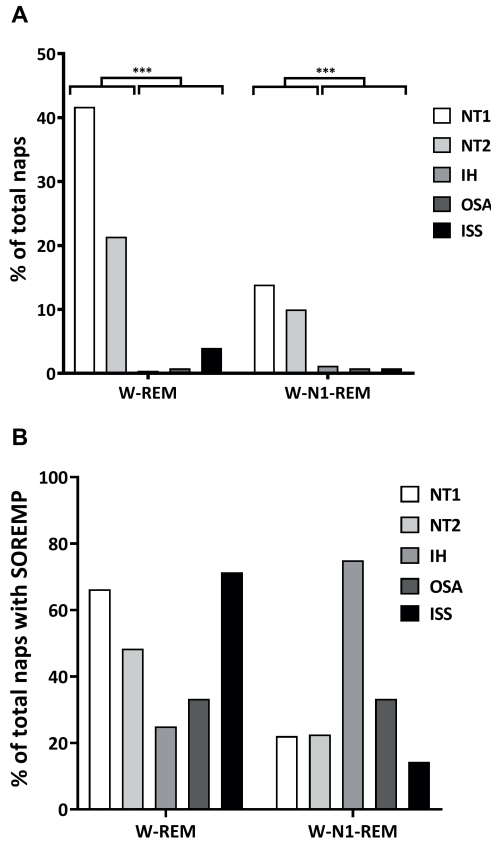 A
% of total naps
50
40
30
20
10
0
*** ***
W-REM W-N1-REM
NT1
NT2
IH
OSA
ISS
B
% of total naps with SOREMP
100
80
60
40
20
0
W-REM W-N1-REM
NT1
NT2
IH
OSA
ISS